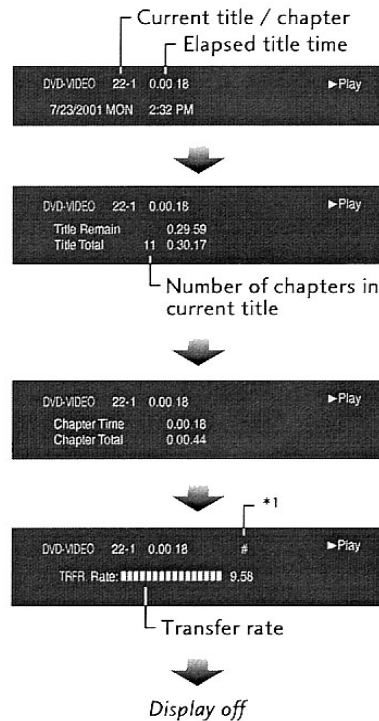 Current title / chapter
Elapsed title time
DVD-VIDEO 22-1 0.00 18 ►Play
7/23/2001 MON 2:32 PM
DVD-VIDEO 22-1 0.00.18 ►Play
Title Remain 0.29 59
Title Total 11 0.30.17
Number of chapters in
current title
DVD-VIDEO 22-1 0.00 18 ►Play
Chapter Time 0.00.18
Chapter Total 0 00.44
*1
DVD-VIDEO 22-1 0.00 18 # ►Play
TRFR. Rate: 9.58
Transfer rate
Display off